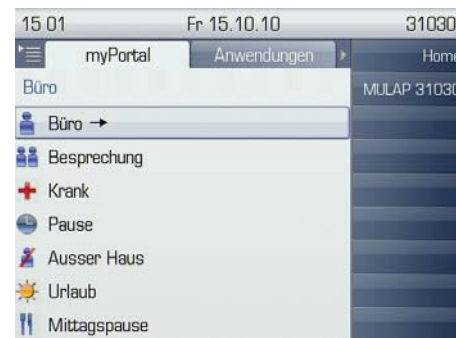 15 01 Fr 15.10.10 31030
myPortal Anwendungen Home
Büro MULAP 31030
Büro →
Besprechung
Krank
Pause
Ausser Haus
Urlaub
Mittagspause